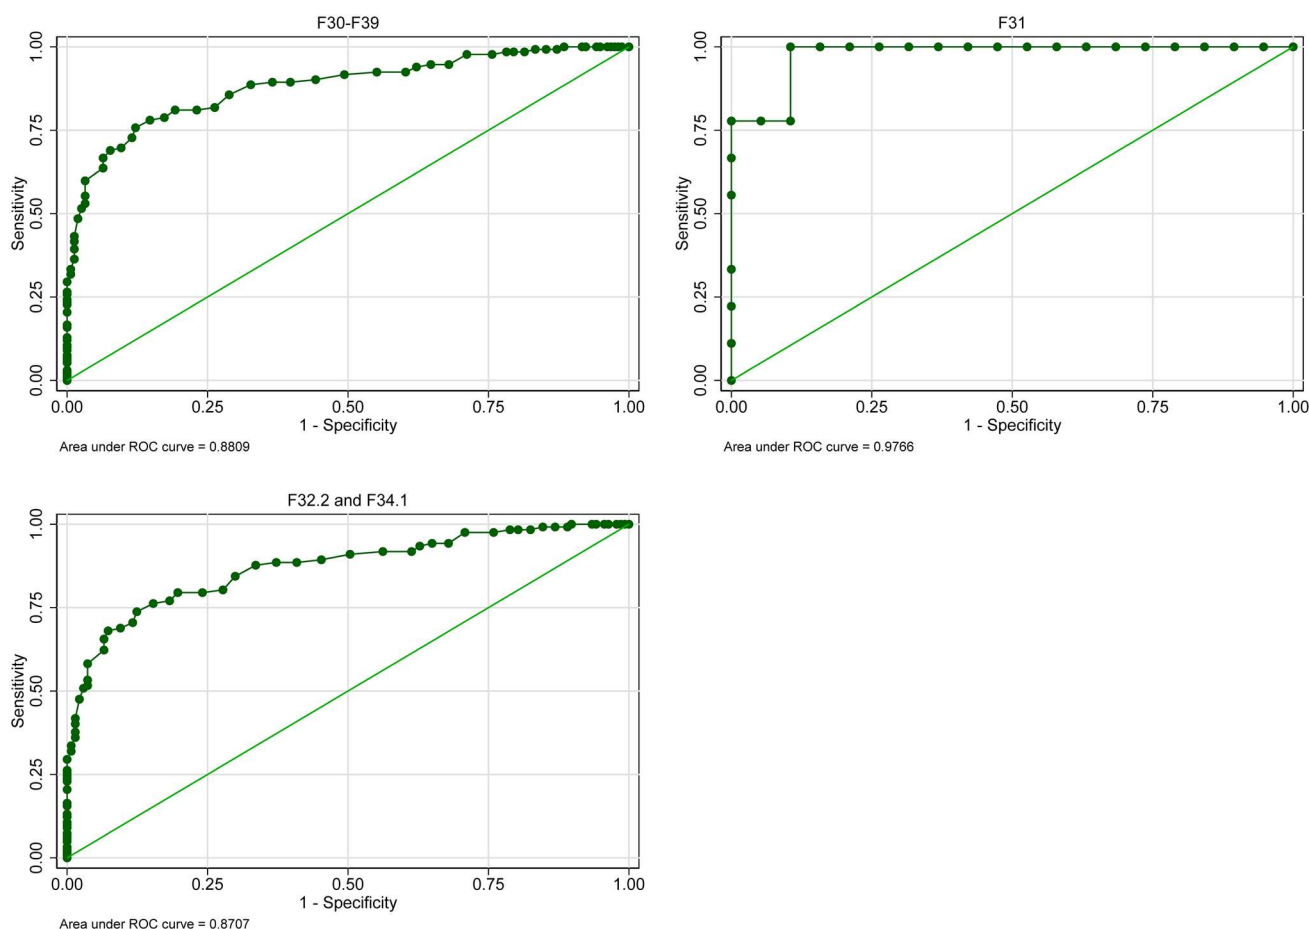 F30-F39
Sensitivity
1.00
0.75
0.50
0.25
0.00
0.00 0.25 0.50 0.75 1.00
1 - Specificity
Area under ROC curve = 0.8809
F31
Sensitivity
1.00
0.75
0.50
0.25
0.00
0.00 0.25 0.50 0.75 1.00
1 - Specificity
Area under ROC curve = 0.9766
F32.2 and F34.1
Sensitivity
1.00
0.75
0.50
0.25
0.00
0.00 0.25 0.50 0.75 1.00
1 - Specificity
Area under ROC curve = 0.8707